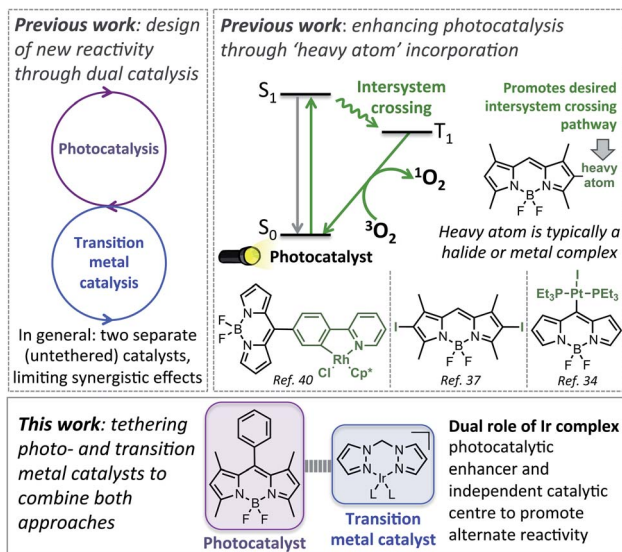 Previous work: design
of new reactivity
through dual catalysis
Photocatalysis
Transition
metal
catalysis
In general: two separate
(untethered) catalysts,
limiting synergistic effects
Previous work: enhancing photocatalysis
through ‘heavy atom’ incorporation
S1
Intersystem
crossing
T1
1O2
3O2
S0
Photocatalyst
Promotes desired
intersystem crossing
pathway
heavy
atom
N N
B
F F
Heavy atom is typically a
halide or metal complex
F B N
F N
N
Rh
Cl Cp*
Ref. 40
I I
N N
B
F F
Ref. 37
I
Et3P-Pt-PEt3
N N
B
F F
Ref. 34
This work: tethering
photo- and transition
metal catalysts to
combine both
approaches
N N
B
F F
Photocatalyst
N N
N N
Ir
L L
Transition
metal catalyst
Dual role of Ir complex
photocatalytic
enhancer and
independent catalytic
centre to promote
alternate reactivity